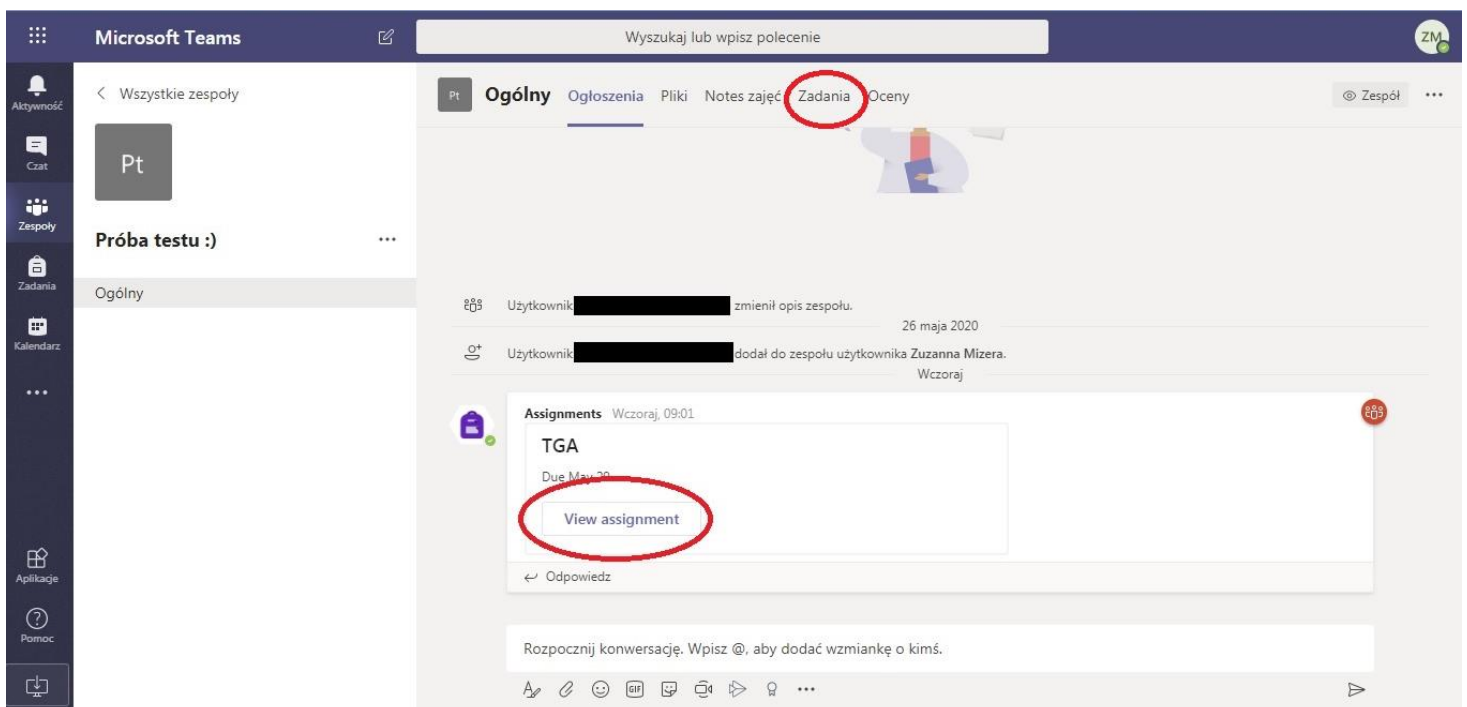 Microsoft Teams
Wyszukaj lub wpisz polecenie
ZM
Aktywność
Czat
Zespoły
Zadania
Kalendarz
Aplikacje
Pomoc
Wszystkie zespoły
Pt
Próba testu :)
Ogólny
Pt Ogólny Ogłoszenia Pliki Notes zajęć Zadania Oceny
Zespół
Użytkownik zmienił opis zespołu.
26 maja 2020
Użytkownik dodał do zespołu użytkownika Zuzanna Mizera.
Wczoraj
Assignments Wczoraj, 09:01
TGA
Due May
View assignment
Odpowiedz
Rozpocznij konwersację. Wpisz @, aby dodać wzmiankę o kimś.
GIF